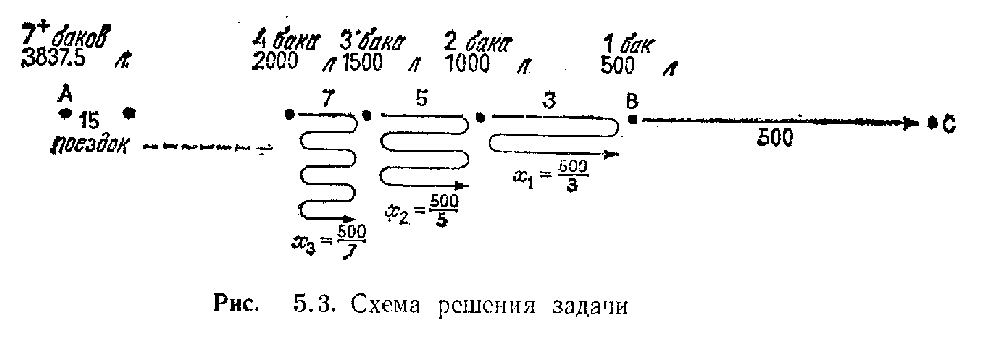 7⁺ баков 4 бака 3 бака 2 бака 1 бак
3837.5 л 2000 л 1500 л 1000 л 500 л
A 7 5 3 B C
15 500
поездок
x₁ = 500/3
x₂ = 500/5
x₃ = 500/7
Рис. 5.3. Схема решения задачи